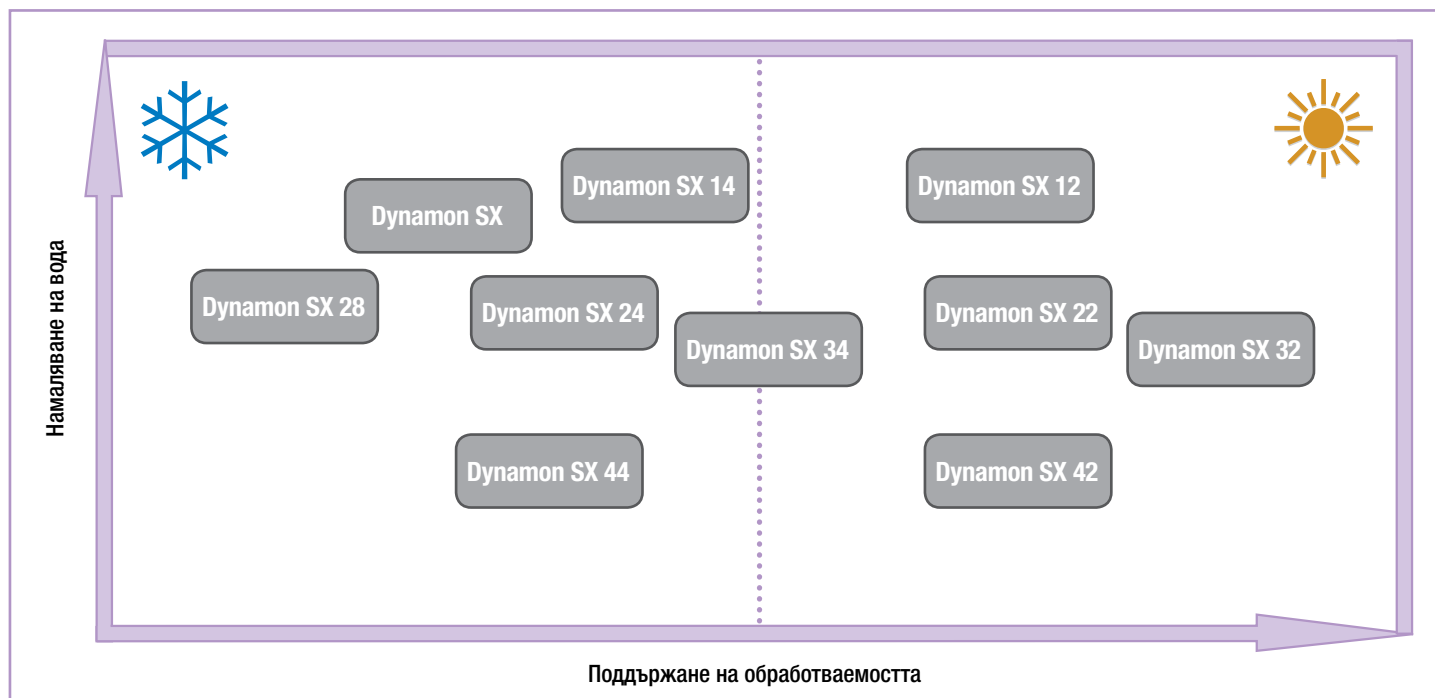 Dynamon SX 14
Dynamon SX 12
Dynamon SX
Dynamon SX 28
Dynamon SX 24
Dynamon SX 22
Dynamon SX 34
Dynamon SX 32
Dynamon SX 44
Dynamon SX 42
Намаляване на вода
Поддържане на обработваемостта